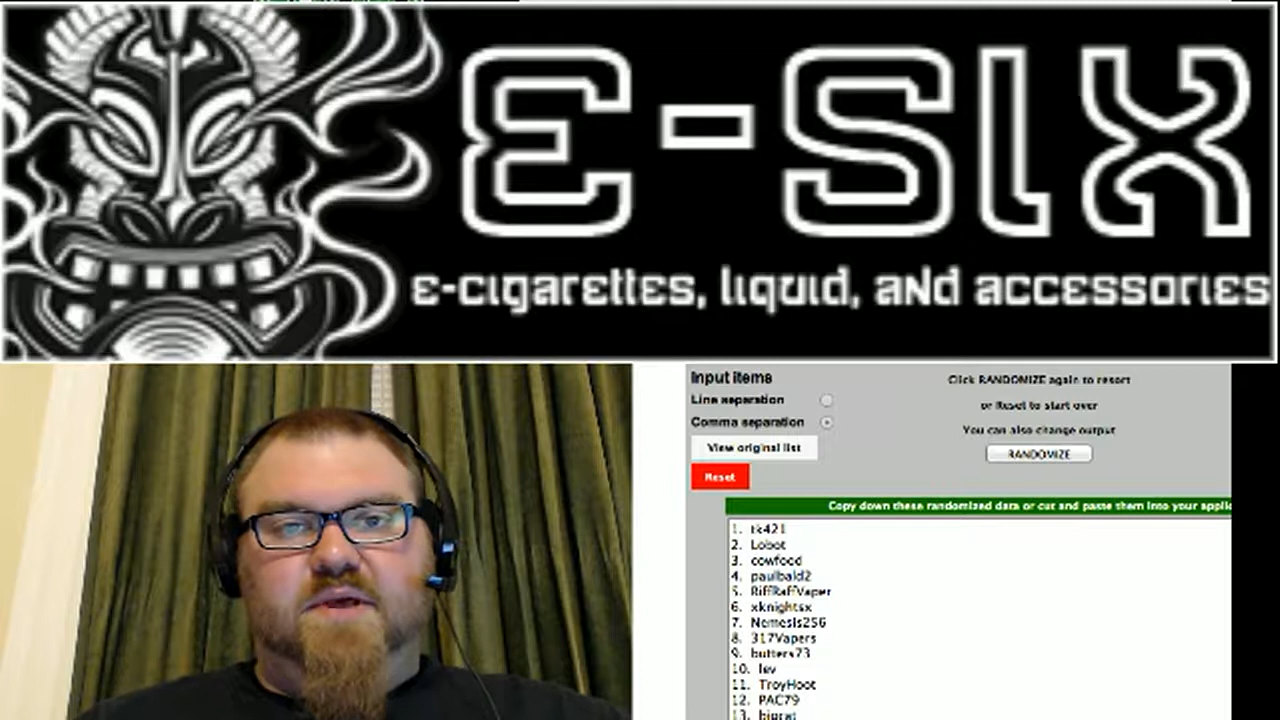 E-SIX
e-cigarettes, liquid, and accessories
Input items
Line separation
Comma separation
View original list
Reset
Click RANDOMIZE again to resort
or Reset to start over
You can also change output
RANDOMIZE
Copy down these randomized data or cut and paste them into your applic
1. tk421
2. Lobot
3. cowfood
4. paulbald2
5. RiffRaffVaper
6. xknightsx
7. Nemesis256
8. 317Vapers
9. butters73
10. lev
11. TroyHoot
12. PAC79
13. bigrat